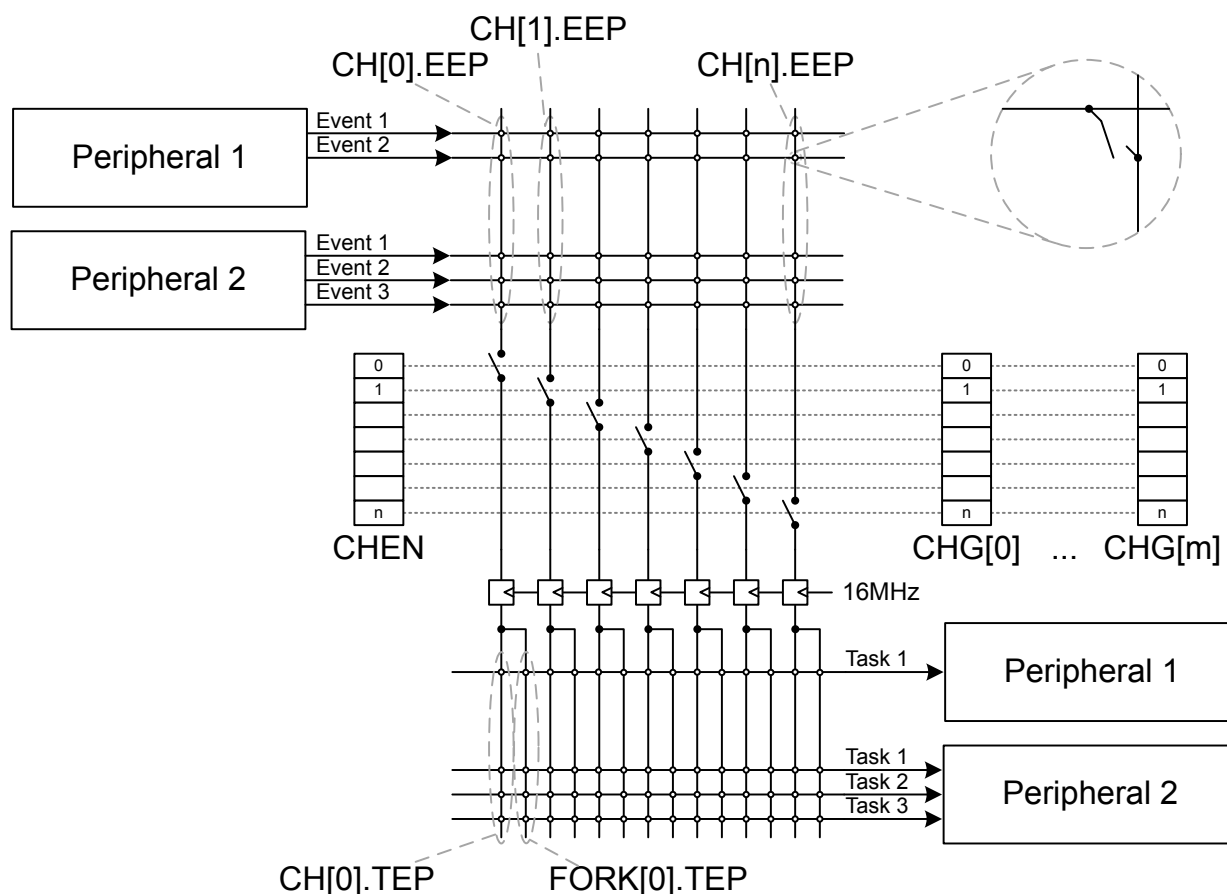 CH[1].EEP
CH[0].EEP
CH[n].EEP
Peripheral 1
Event 1
Event 2
Peripheral 2
Event 1
Event 2
Event 3
0
0
0
1
1
1
n
n
n
CHEN
CHG[0]
...
CHG[m]
16MHz
Task 1
Peripheral 1
Task 1
Task 2
Task 3
Peripheral 2
CH[0].TEP
FORK[0].TEP